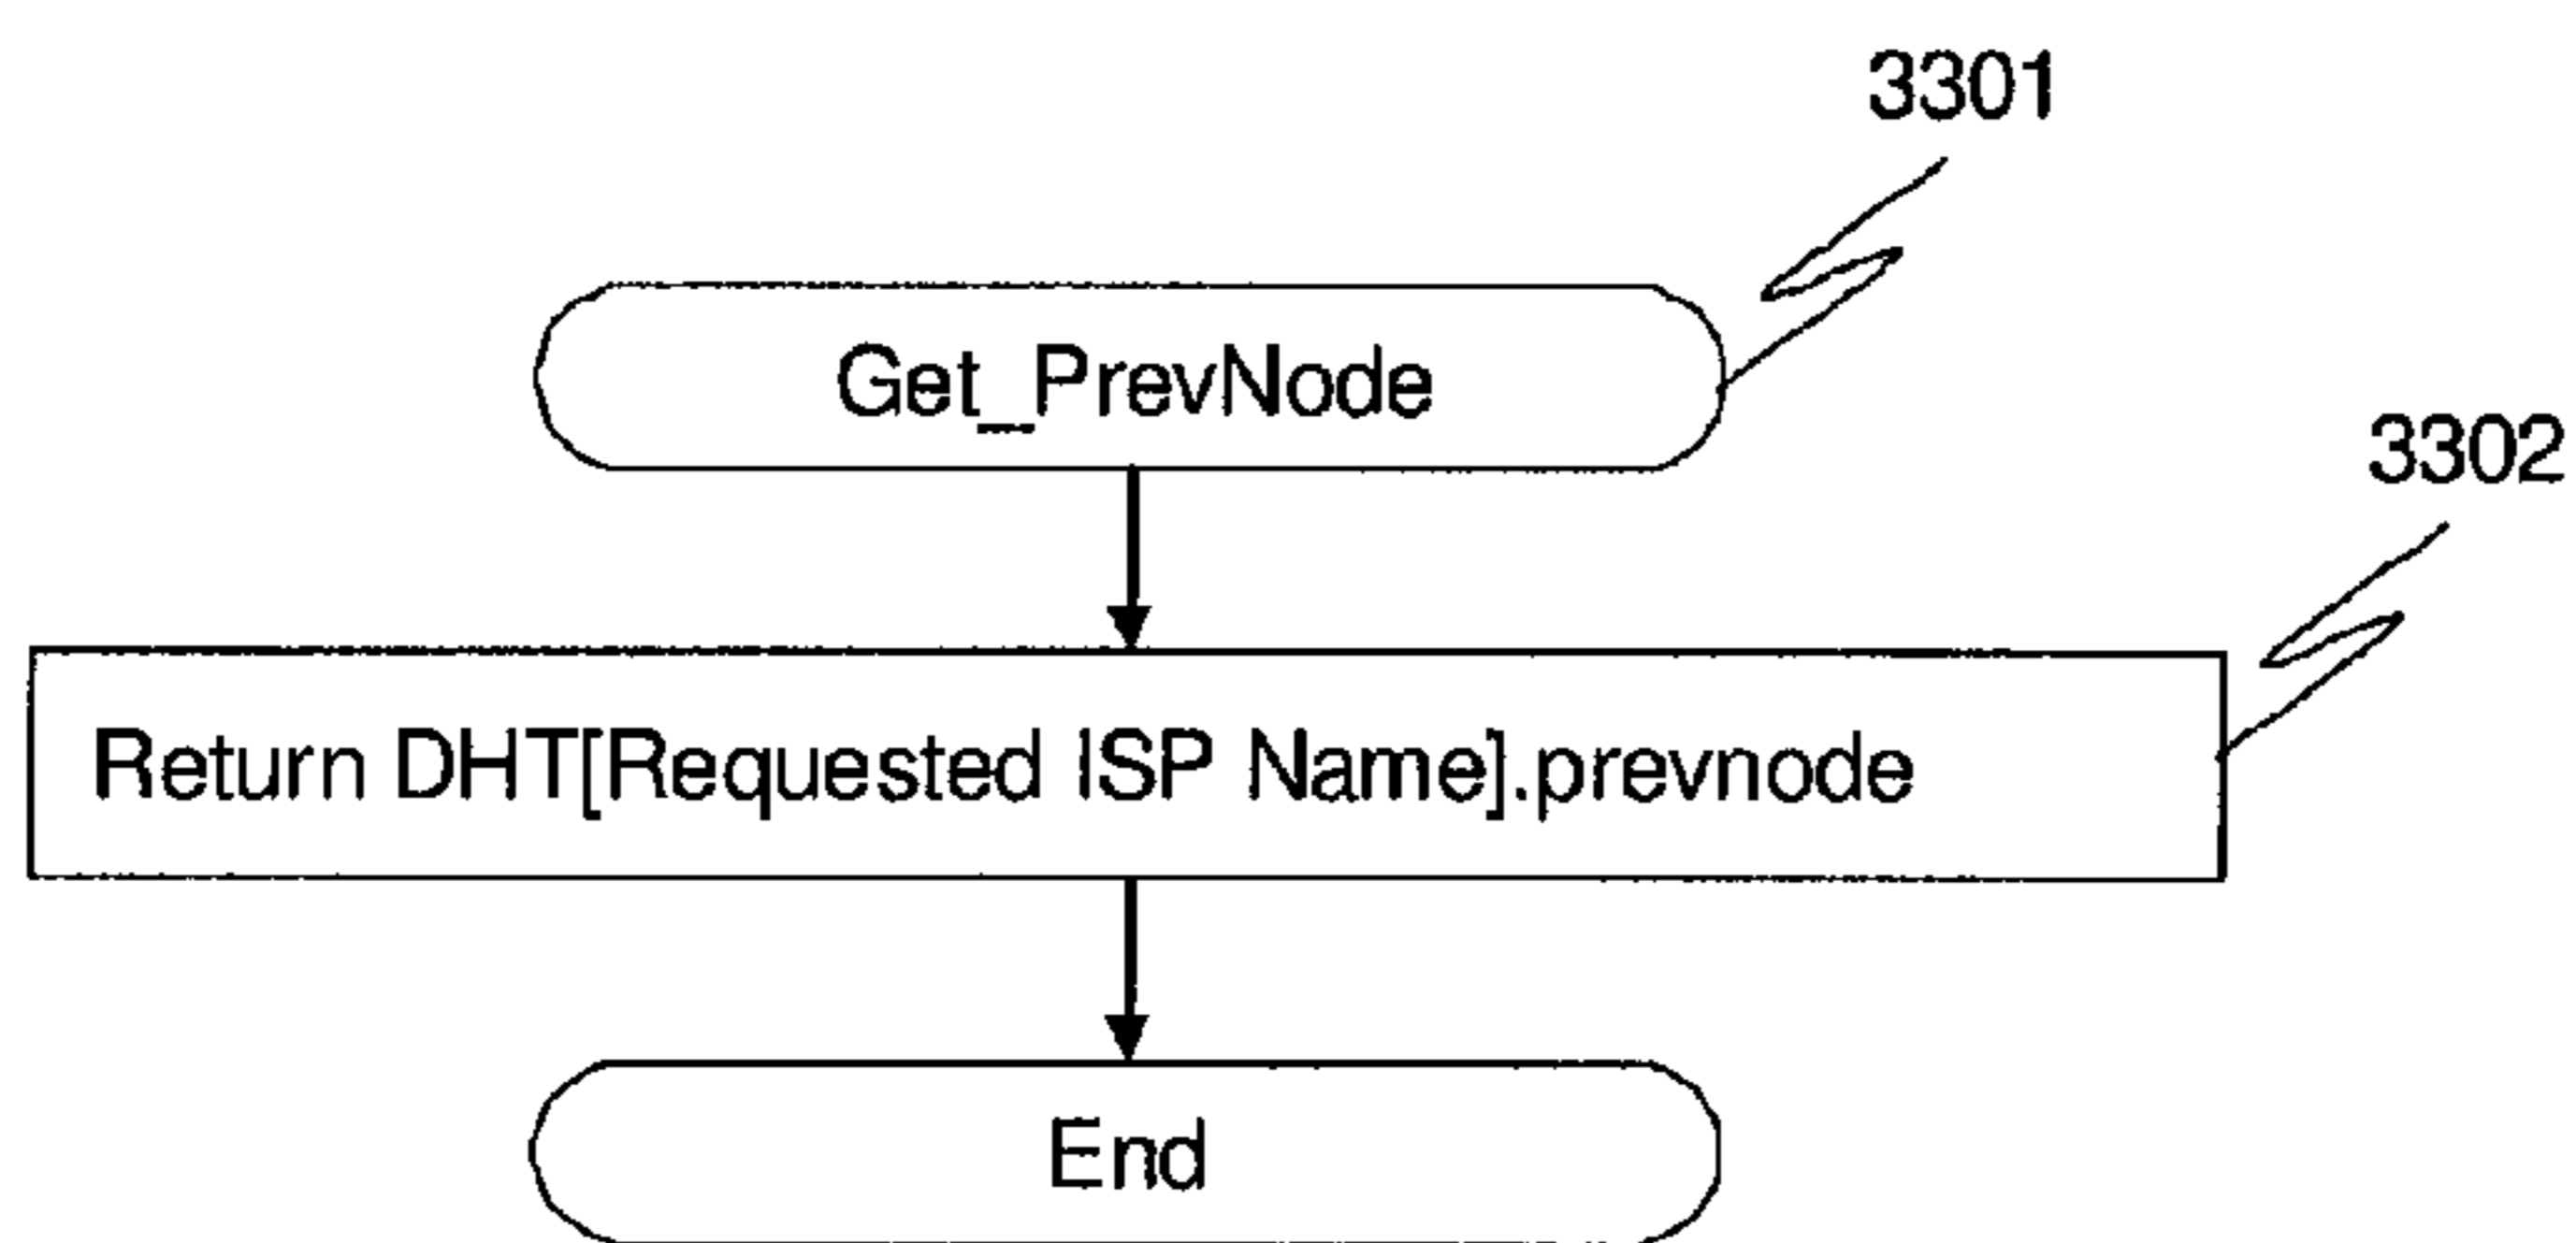 3301
Get_PrevNode
3302
Return DHT[Requested ISP Name].prevnode
End